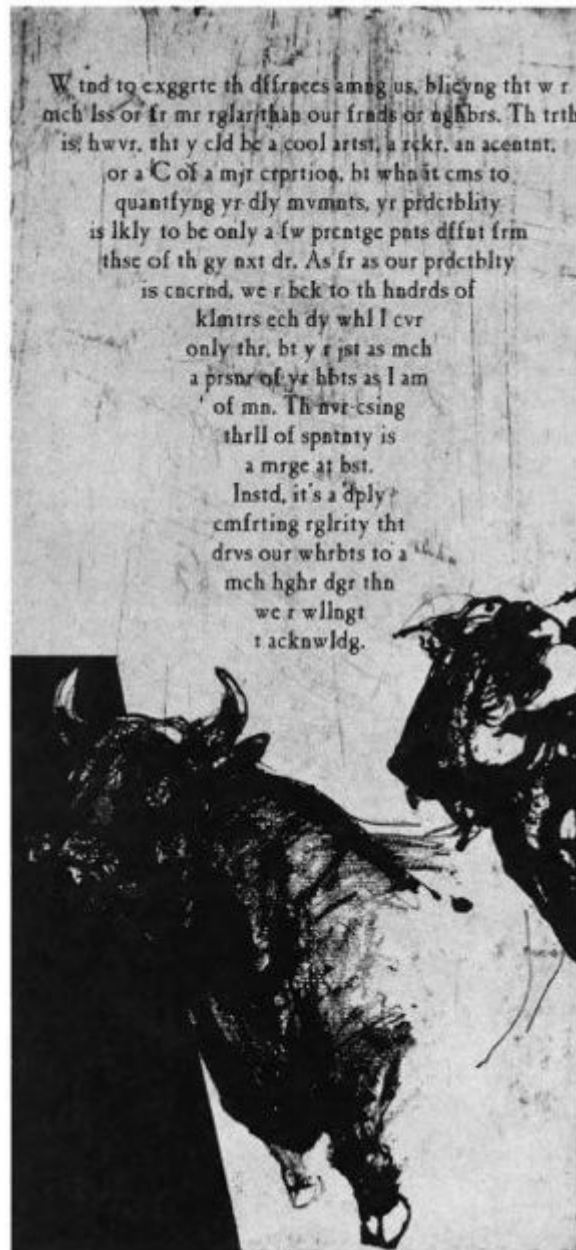 W tnd to exggrte th dffrnces amng us, blievng tht w r
mch lss or fr mr rglar than our frnds or nghbrs. Th trth
is, hwvr, tht y cld be a cool artst, a rckr, an acentnt,
or a C of a mjr crprtion, bt whn it cms to
quantfyng yr dly mvmnts, yr prdctblity
is lkly to be only a fw prcntge pnts dffnt frm
thse of th gy nxt dr. As fr as our prdctblty
is cncrnd, we r bck to th hndrds of
klmtrs ech dy whl I cvr
only thr, bt y r jst as mch
a prsnr of yr hbts as I am
of mn. Th nvr-csing
thrll of spntnty is
a mrge at bst.
Instd, it's a dply
cmfrting rglrity tht
drvs our whrbts to a
mch hghr dgr thn
we r wllngt
t acknwldg.